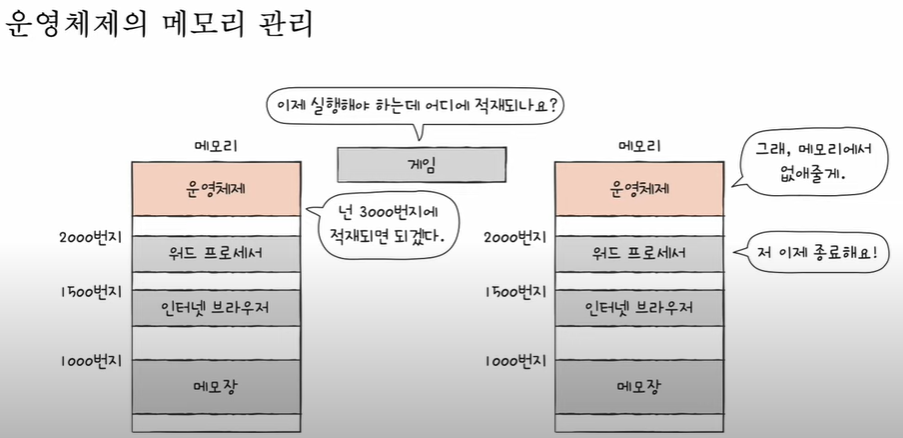 운영체제의 메모리 관리
이제 실행해야 하는데 어디에 적재되나요?
메모리
게임
운영체제
넌 3000번지에
적재되면 되겠다.
2000번지
워드 프로세서
1500번지
인터넷 브라우저
1000번지
메모장
메모리
그래, 메모리에서
없애줄게.
운영체제
2000번지
워드 프로세서
저 이제 종료해요!
1500번지
인터넷 브라우저
1000번지
메모장